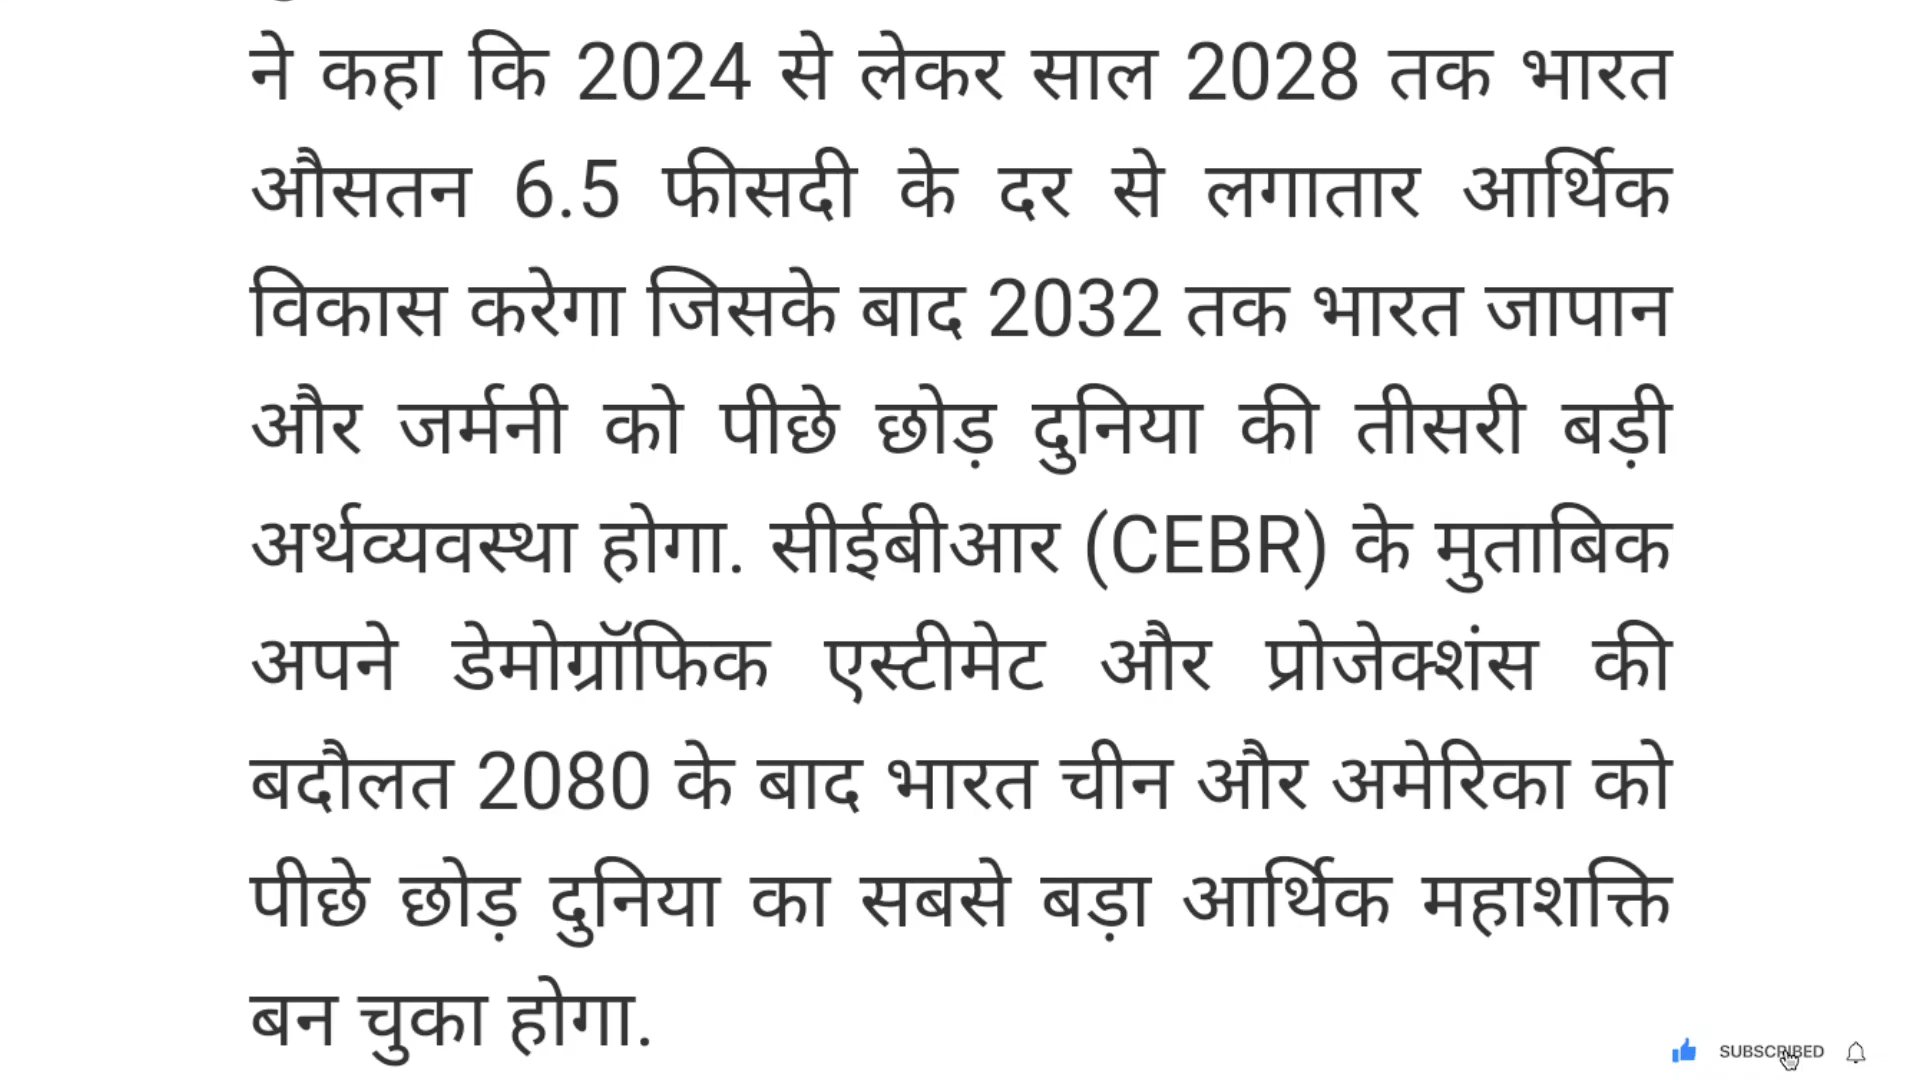 ने कहा कि 2024 से लेकर साल 2028 तक भारत
औसतन 6.5 फीसदी के दर से लगातार आर्थिक
विकास करेगा जिसके बाद 2032 तक भारत जापान
और जर्मनी को पीछे छोड़ दुनिया की तीसरी बड़ी
अर्थव्यवस्था होगा. सीईबीआर (CEBR) के मुताबिक
अपने डेमोग्रॉफिक एस्टीमेट और प्रोजेक्शंस की
बदौलत 2080 के बाद भारत चीन और अमेरिका को
पीछे छोड़ दुनिया का सबसे बड़ा आर्थिक महाशक्ति
बन चुका होगा.
SUBSCRIBED